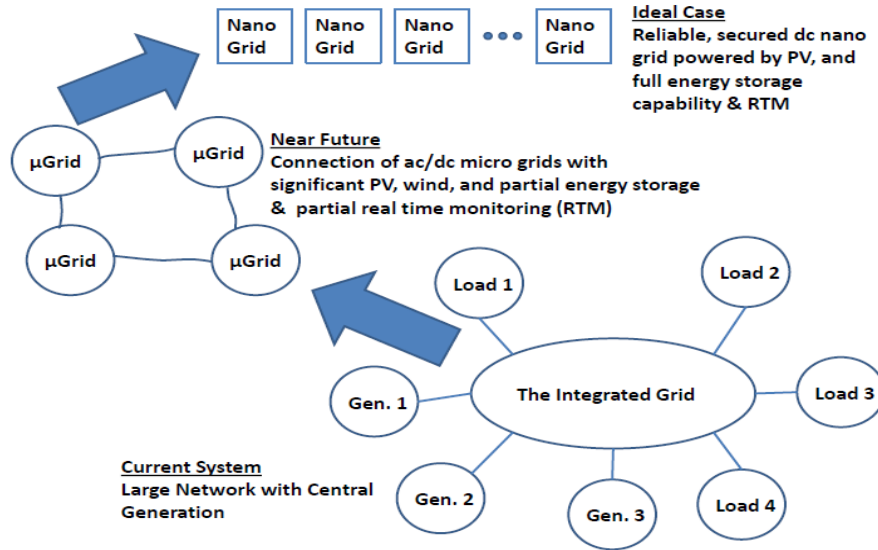 Nano Grid
Nano Grid
Nano Grid
Nano Grid
Ideal Case
Reliable, secured dc nano
grid powered by PV, and
full energy storage
capability & RTM
μGrid
μGrid
μGrid
μGrid
Near Future
Connection of ac/dc micro grids with
significant PV, wind, and partial energy storage
& partial real time monitoring (RTM)
Load 1
Load 2
The Integrated Grid
Load 3
Gen. 1
Current System
Large Network with Central
Generation
Gen. 2
Gen. 3
Load 4